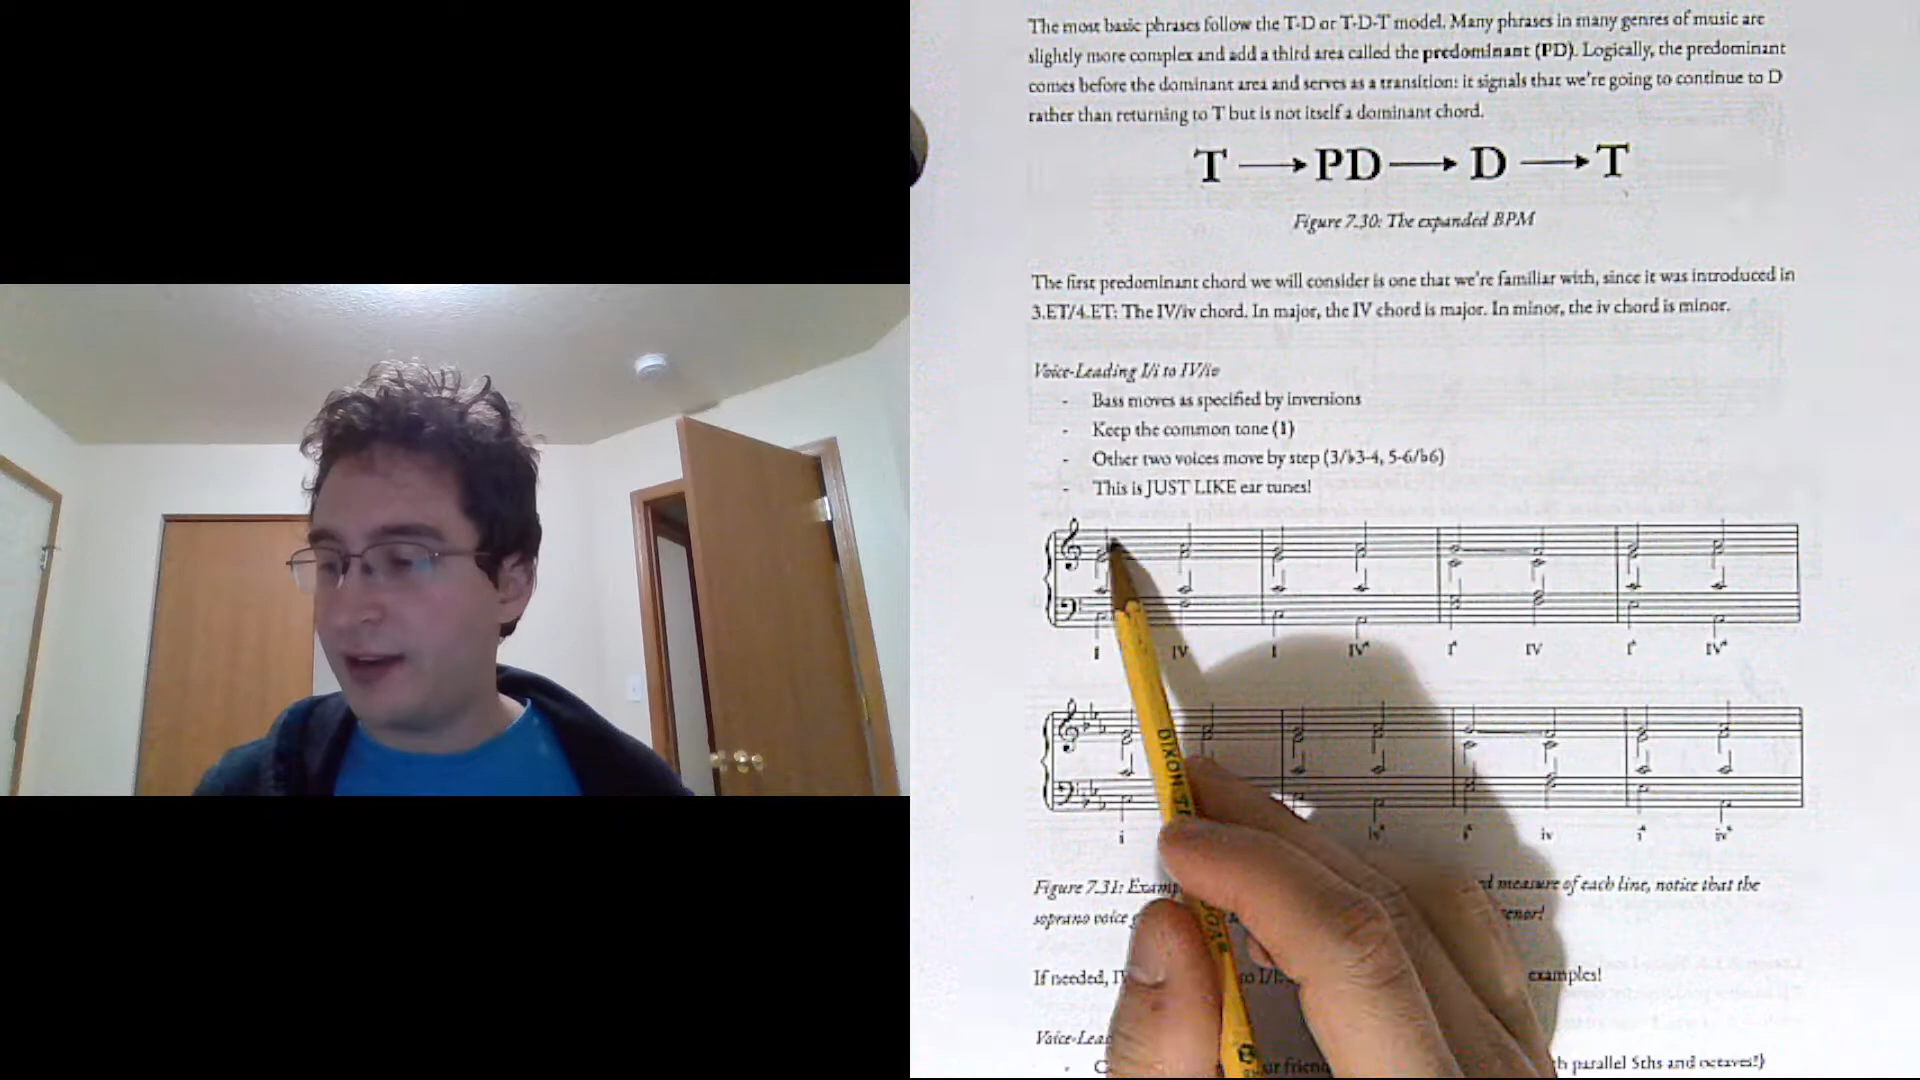 The most basic phrases follow the T-D or T-D-T model. Many phrases in many genres of music are
slightly more complex and add a third area called the predominant (PD). Logically, the predominant
comes before the dominant area and serves as a transition: it signals that we're going to continue to D
rather than returning to T but is not itself a dominant chord.
T → PD → D → T
Figure 7.30: The expanded BPM
The first predominant chord we will consider is one that we're familiar with, since it was introduced in
3.ET/4.ET: The IV/iv chord. In major, the IV chord is major. In minor, the iv chord is minor.
Voice-Leading I/i to IV/iv
- Bass moves as specified by inversions
- Keep the common tone (1)
- Other two voices move by step (3/♭3-4, 5-6/♭6)
- This is JUST LIKE ear tunes!
I IV I IV⁶ I⁶ IV I⁶ IV⁶
i iv⁶ i⁶ iv i⁶ iv⁶
DIXON TI
Figure 7.31: measure of each line, notice that the
soprano voice
If needed, to examples!
parallel 5ths and octaves!)